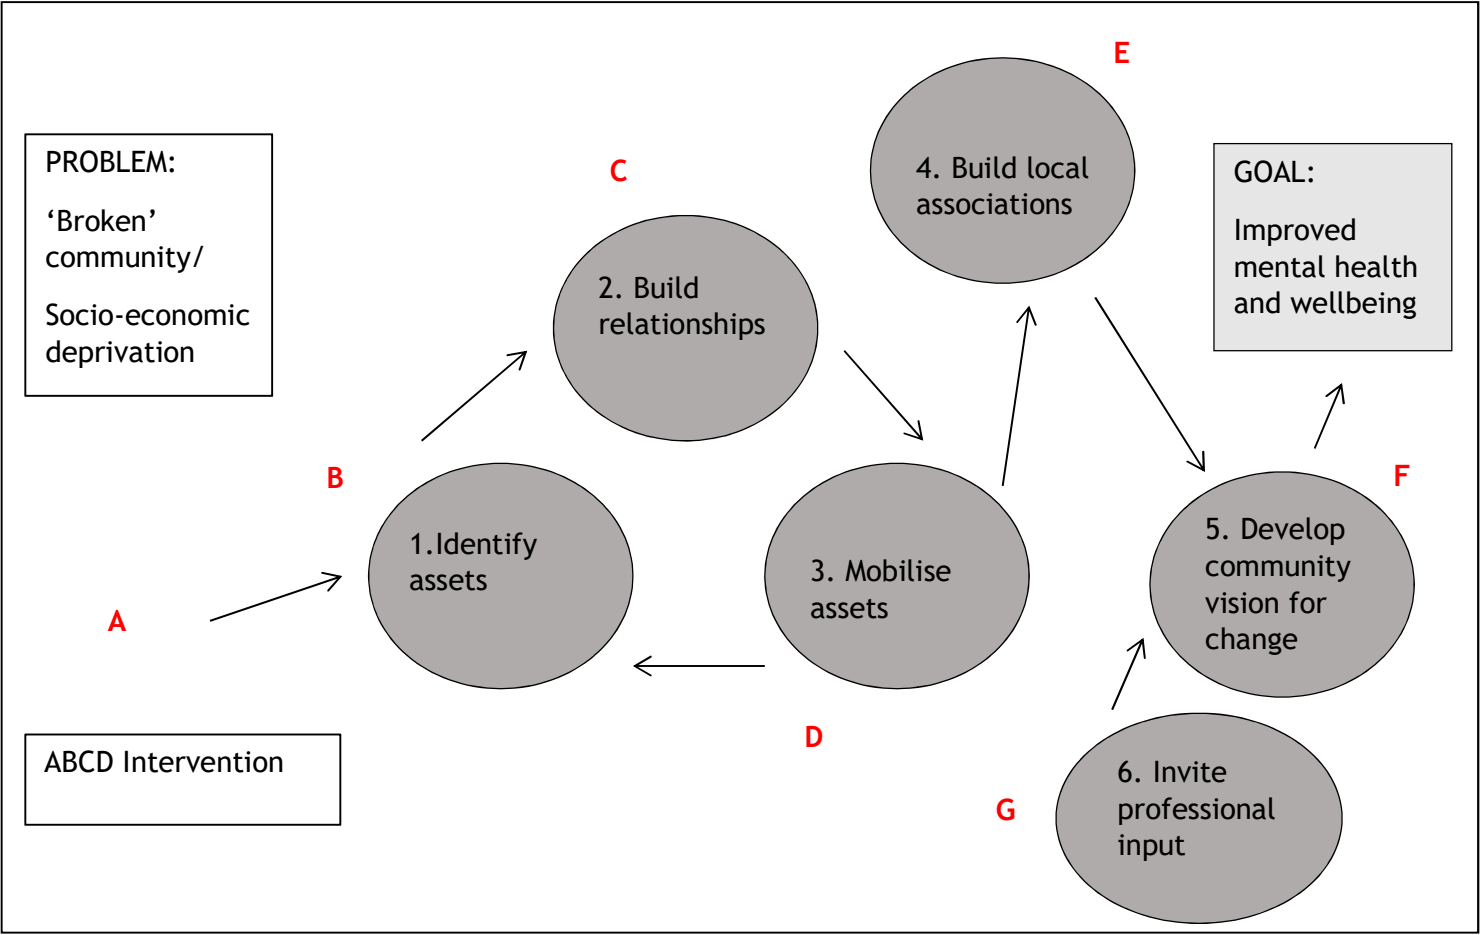 E
PROBLEM:
‘Broken’
community/
Socio-economic
deprivation
C
4. Build local
associations
GOAL:
Improved
mental health
and wellbeing
2. Build
relationships
B
1.Identify
assets
3. Mobilise
assets
F
5. Develop
community
vision for
change
A
D
ABCD Intervention
G
6. Invite
professional
input